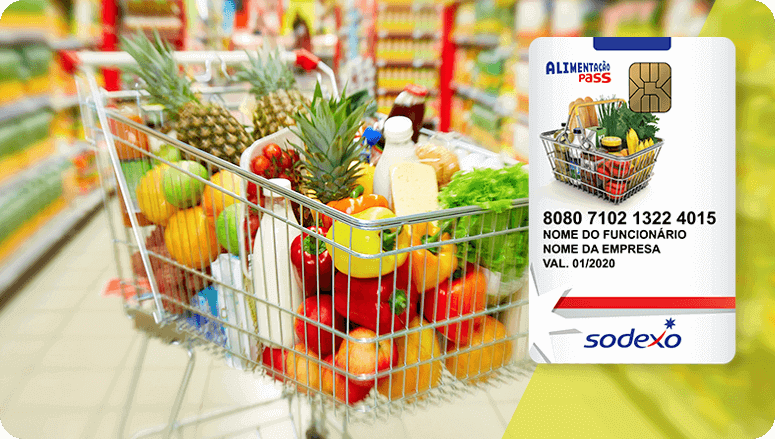 ALIMENTAÇÃO
PASS
8080 7102 1322 4015
NOME DO FUNCIONÁRIO
NOME DA EMPRESA
VAL. 01/2020
sodexo